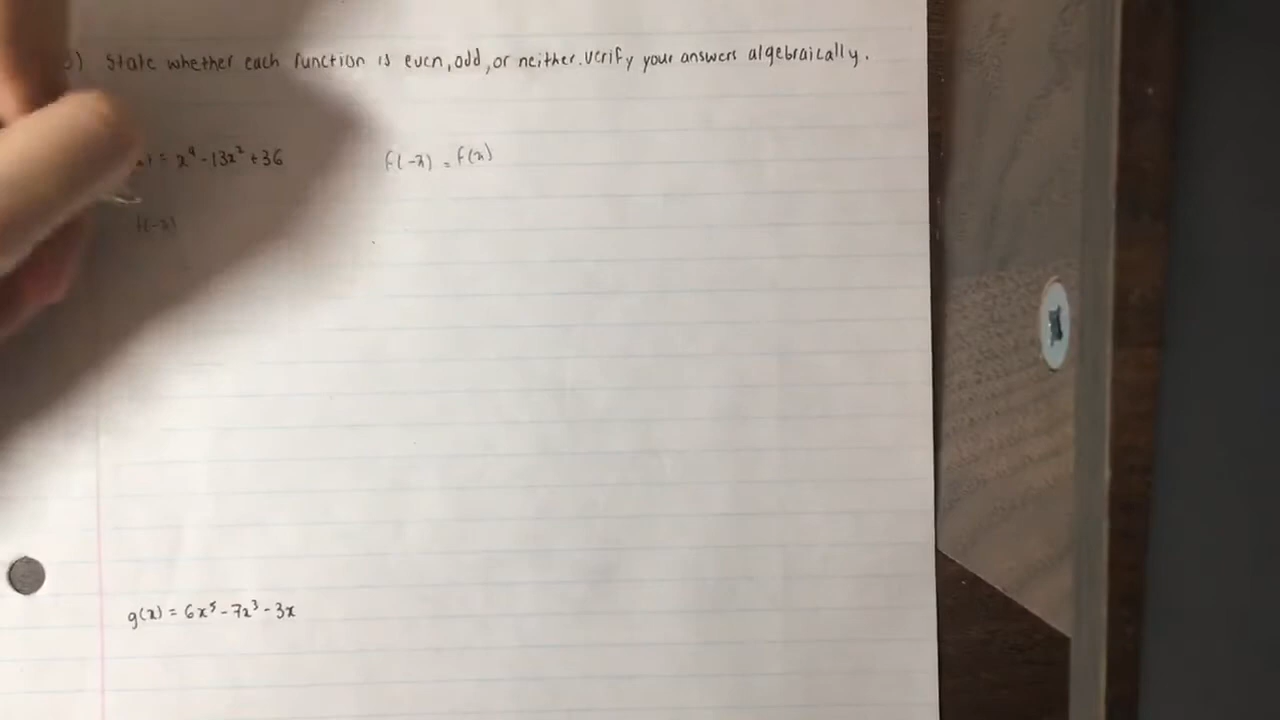 ) State whether each function is even, odd, or neither. Verify your answers algebraically.
) = x⁴ - 13x² + 36 f(-x) = f(x)
f(-x)
g(x) = 6x⁵ - 7x³ - 3x